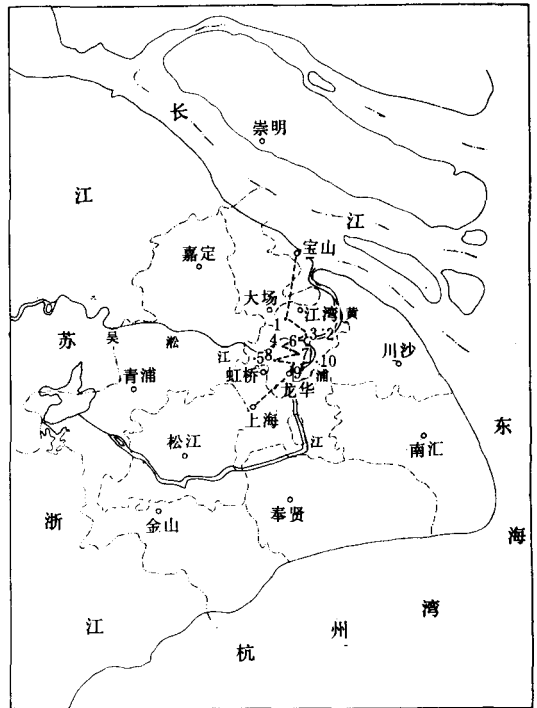 长
崇明
江
江
宝山
嘉定
大场
江湾
黄
1
3
2
苏
吴
淞
4
6
川沙
江
5
8
7
10
青浦
虹桥
9
浦
龙华
上海
东
松江
江
南汇
浙
金山
奉贤
海
江
杭
州
湾